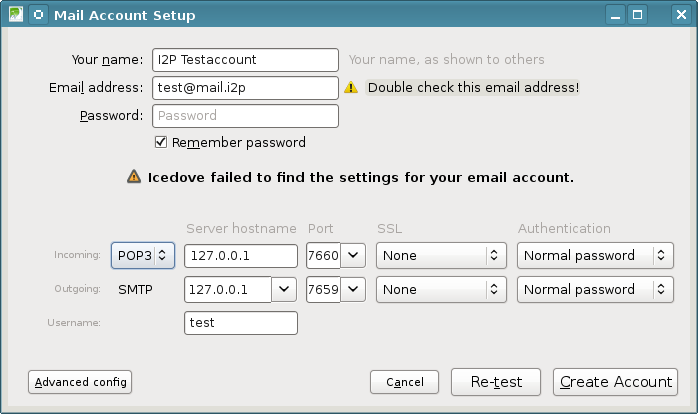 Mail Account Setup
Your name: I2P Testaccount Your name, as shown to others
Email address: test@mail.i2p Double check this email address!
Password: Password
Remember password
Icedove failed to find the settings for your email account.
Server hostname Port SSL Authentication
Incoming: POP3 127.0.0.1 7660 None Normal password
Outgoing: SMTP 127.0.0.1 7659 None Normal password
Username: test
Advanced config Cancel Re-test Create Account